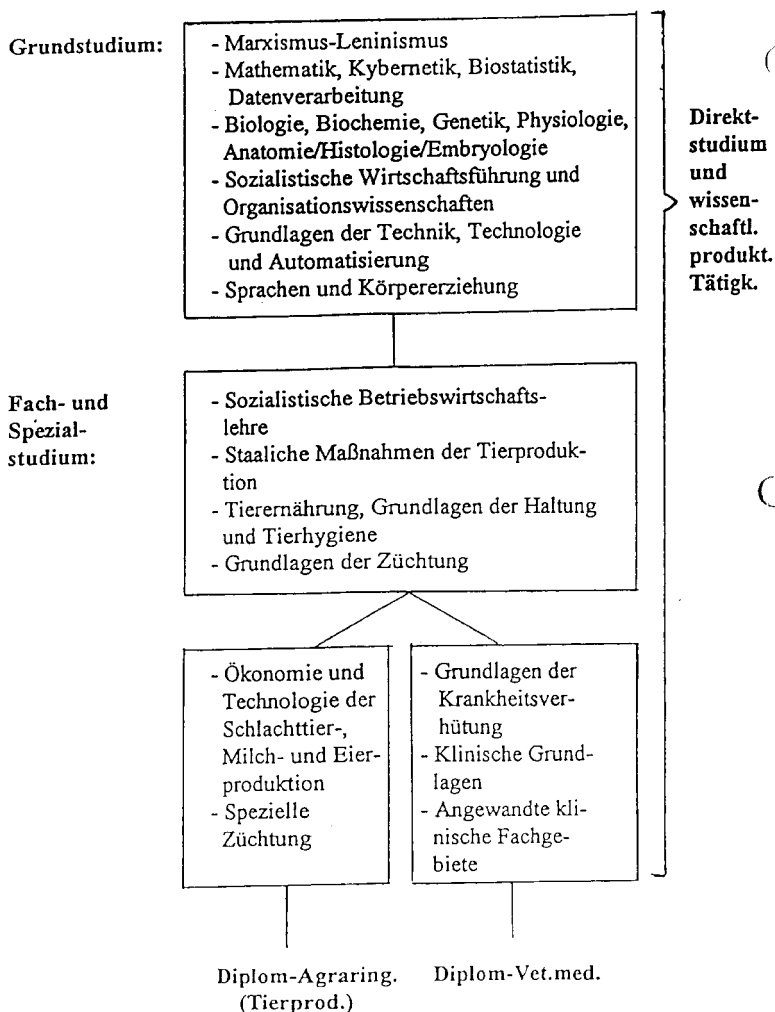 Grundstudium:
- Marxismus-Leninismus
- Mathematik, Kybernetik, Biostatistik,
Datenverarbeitung
- Biologie, Biochemie, Genetik, Physiologie,
Anatomie/Histologie/Embryologie
- Sozialistische Wirtschaftsführung und
Organisationswissenschaften
- Grundlagen der Technik, Technologie
und Automatisierung
- Sprachen und Körpererziehung
Direkt-
studium
und
wissen-
schaftl.
produkt.
Tätigk.
Fach- und
Spezial-
studium:
- Sozialistische Betriebswirtschafts-
lehre
- Staaliche Maßnahmen der Tierproduk-
tion
- Tierernährung, Grundlagen der Haltung
und Tierhygiene
- Grundlagen der Züchtung
- Ökonomie und
Technologie der
Schlachttier-,
Milch- und Eier-
produktion
- Spezielle
Züchtung
- Grundlagen der
Krankheitsver-
hütung
- Klinische Grund-
lagen
- Angewandte kli-
nische Fachge-
biete
Diplom-Agraring.
(Tierprod.)
Diplom-Vet.med.